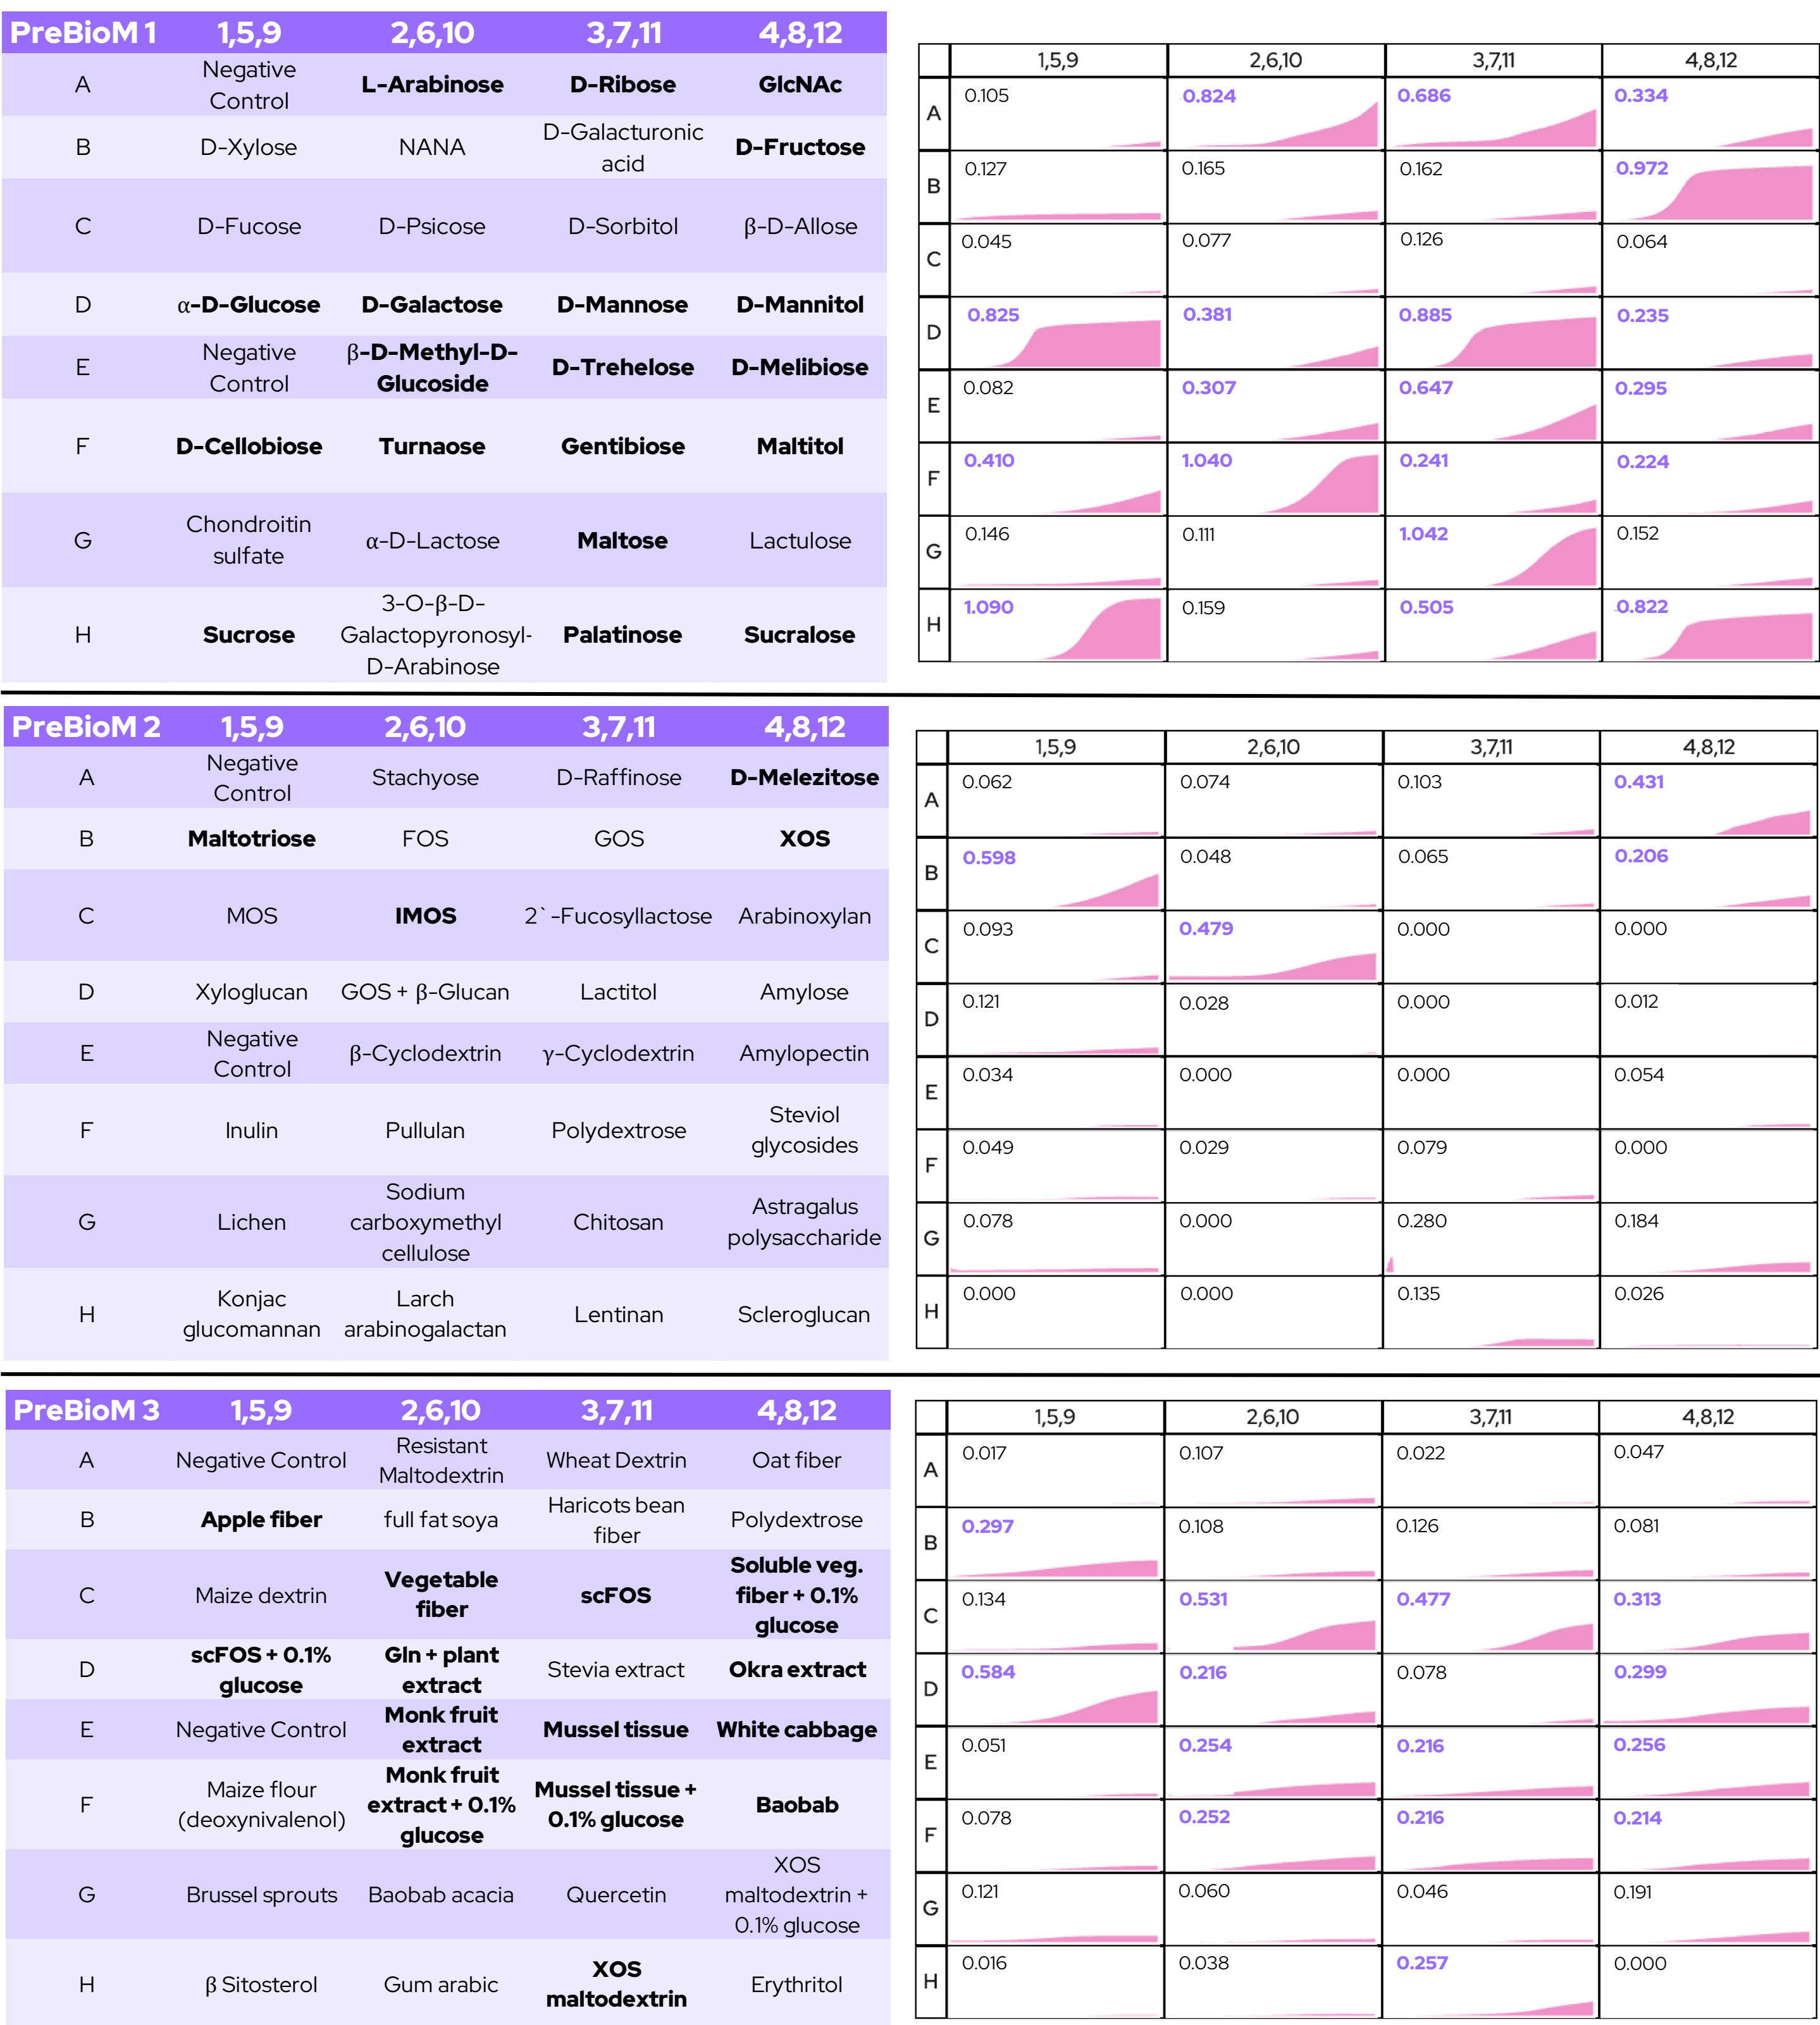 PreBioM 1 1,5,9 2,6,10 3,7,11 4,8,12
A Negative Control L-Arabinose D-Ribose GlcNAc
B D-Xylose NANA D-Galacturonic acid D-Fructose
C D-Fucose D-Psicose D-Sorbitol β-D-Allose
D α-D-Glucose D-Galactose D-Mannose D-Mannitol
E Negative Control β-D-Methyl-D-Glucoside D-Trehelose D-Melibiose
F D-Cellobiose Turnaose Gentibiose Maltitol
G Chondroitin sulfate α-D-Lactose Maltose Lactulose
H Sucrose 3-O-β-D-Galactopyronosyl-D-Arabinose Palatinose Sucralose
1,5,9 2,6,10 3,7,11 4,8,12
A 0.105 0.824 0.686 0.334
B 0.127 0.165 0.162 0.972
C 0.045 0.077 0.126 0.064
D 0.825 0.381 0.885 0.235
E 0.082 0.307 0.647 0.295
F 0.410 1.040 0.241 0.224
G 0.146 0.111 1.042 0.152
H 1.090 0.159 0.505 0.822
PreBioM 2 1,5,9 2,6,10 3,7,11 4,8,12
A Negative Control Stachyose D-Raffinose D-Melezitose
B Maltotriose FOS GOS XOS
C MOS IMOS 2`-Fucosyllactose Arabinoxylan
D Xyloglucan GOS + β-Glucan Lactitol Amylose
E Negative Control β-Cyclodextrin γ-Cyclodextrin Amylopectin
F Inulin Pullulan Polydextrose Steviol glycosides
G Lichen Sodium carboxymethyl cellulose Chitosan Astragalus polysaccharide
H Konjac glucomannan Larch arabinogalactan Lentinan Scleroglucan
1,5,9 2,6,10 3,7,11 4,8,12
A 0.062 0.074 0.103 0.431
B 0.598 0.048 0.065 0.206
C 0.093 0.479 0.000 0.000
D 0.121 0.028 0.000 0.012
E 0.034 0.000 0.000 0.054
F 0.049 0.029 0.079 0.000
G 0.078 0.000 0.280 0.184
H 0.000 0.000 0.135 0.026
PreBioM 3 1,5,9 2,6,10 3,7,11 4,8,12
A Negative Control Resistant Maltodextrin Wheat Dextrin Oat fiber
B Apple fiber full fat soya Haricots bean fiber Polydextrose
C Maize dextrin Vegetable fiber scFOS Soluble veg. fiber + 0.1% glucose
D scFOS + 0.1% glucose Gln + plant extract Stevia extract Okra extract
E Negative Control Monk fruit extract Mussel tissue White cabbage
F Maize flour (deoxynivalenol) Monk fruit extract + 0.1% glucose Mussel tissue + 0.1% glucose Baobab
G Brussel sprouts Baobab acacia Quercetin XOS maltodextrin + 0.1% glucose
H β Sitosterol Gum arabic XOS maltodextrin Erythritol
1,5,9 2,6,10 3,7,11 4,8,12
A 0.017 0.107 0.022 0.047
B 0.297 0.108 0.126 0.081
C 0.134 0.531 0.477 0.313
D 0.584 0.216 0.078 0.299
E 0.051 0.254 0.216 0.256
F 0.078 0.252 0.216 0.214
G 0.121 0.060 0.046 0.191
H 0.016 0.038 0.257 0.000